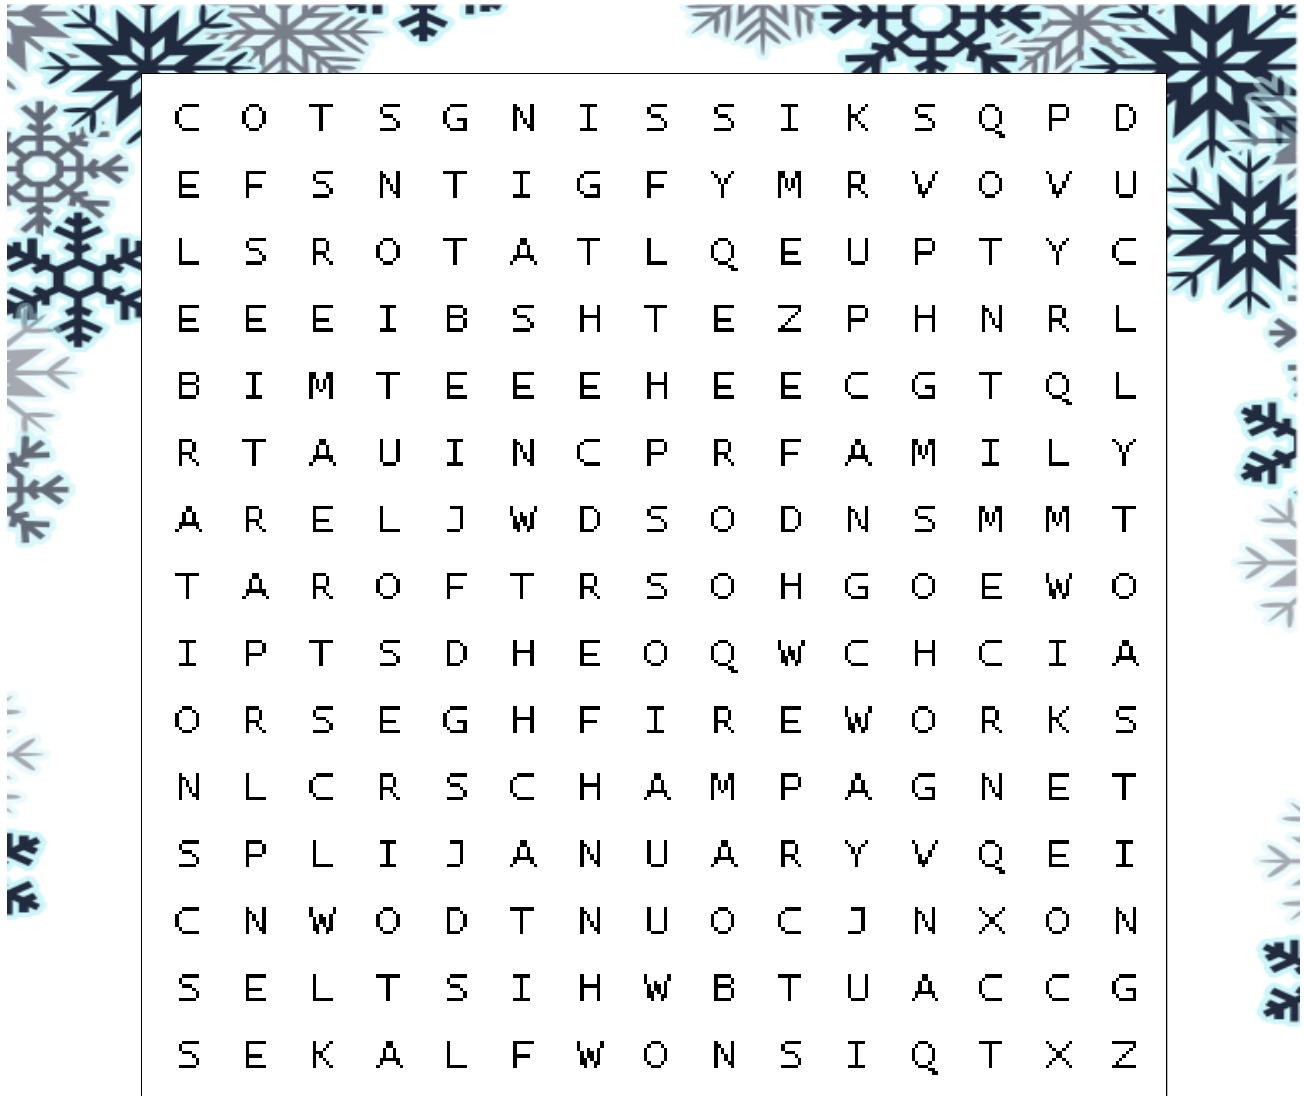 C O T S G N I S S I K S Q P D
E F S N T I G F Y M R V O V U
L S R O T A T L Q E U P T Y C
E E E I B S H T E Z P H N R L
B I M T E E E H E E C G T Q L
R T A U I N C P R F A M I L Y
A R E L J W D S O D N S M M T
T A R O F T R S O H G O E W O
I P T S D H E O Q W C H C I A
O R S E G H F I R E W O R K S
N L C R S C H A M P A G N E T
S P L I J A N U A R Y V Q E I
C N W O D T N U O C J N X O N
S E L T S I H W B T U A C C G
S E K A L F W O N S I Q T X Z